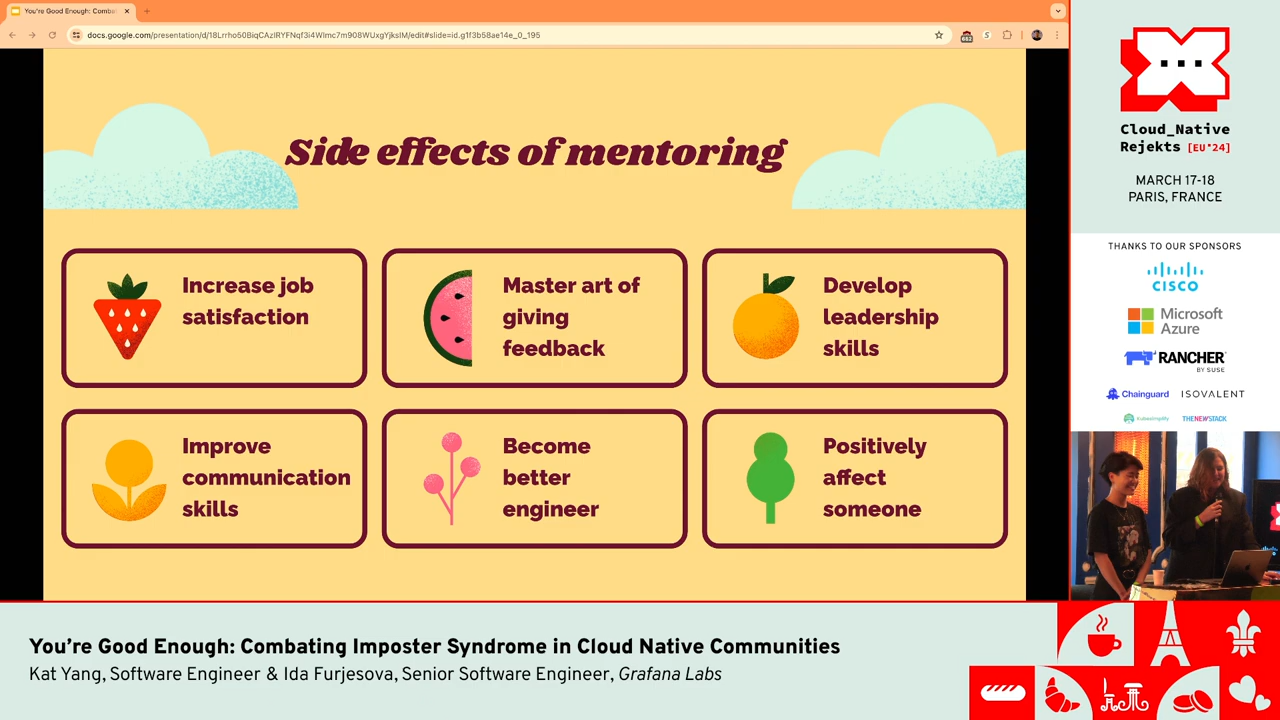 You're Good Enough: Combat
docs.google.com/presentation/d/18Lrrho50BiqCAzIRYFNqf3i4WImc7m908WUxgYjksIM/edit#slide=id.g1f3b58ae14e_0_195
Side effects of mentoring
Increase job
satisfaction
Master art of
giving
feedback
Develop
leadership
skills
Improve
communication
skills
Become
better
engineer
Positively
affect
someone
Cloud_Native
Rejekts [EU'24]
MARCH 17-18
PARIS, FRANCE
THANKS TO OUR SPONSORS
CISCO
Microsoft
Azure
RANCHER
BY SUSE
Chainguard
ISOVALENT
Kubesimplify
THENEWSTACK
You're Good Enough: Combating Imposter Syndrome in Cloud Native Communities
Kat Yang, Software Engineer & Ida Furjesova, Senior Software Engineer, Grafana Labs